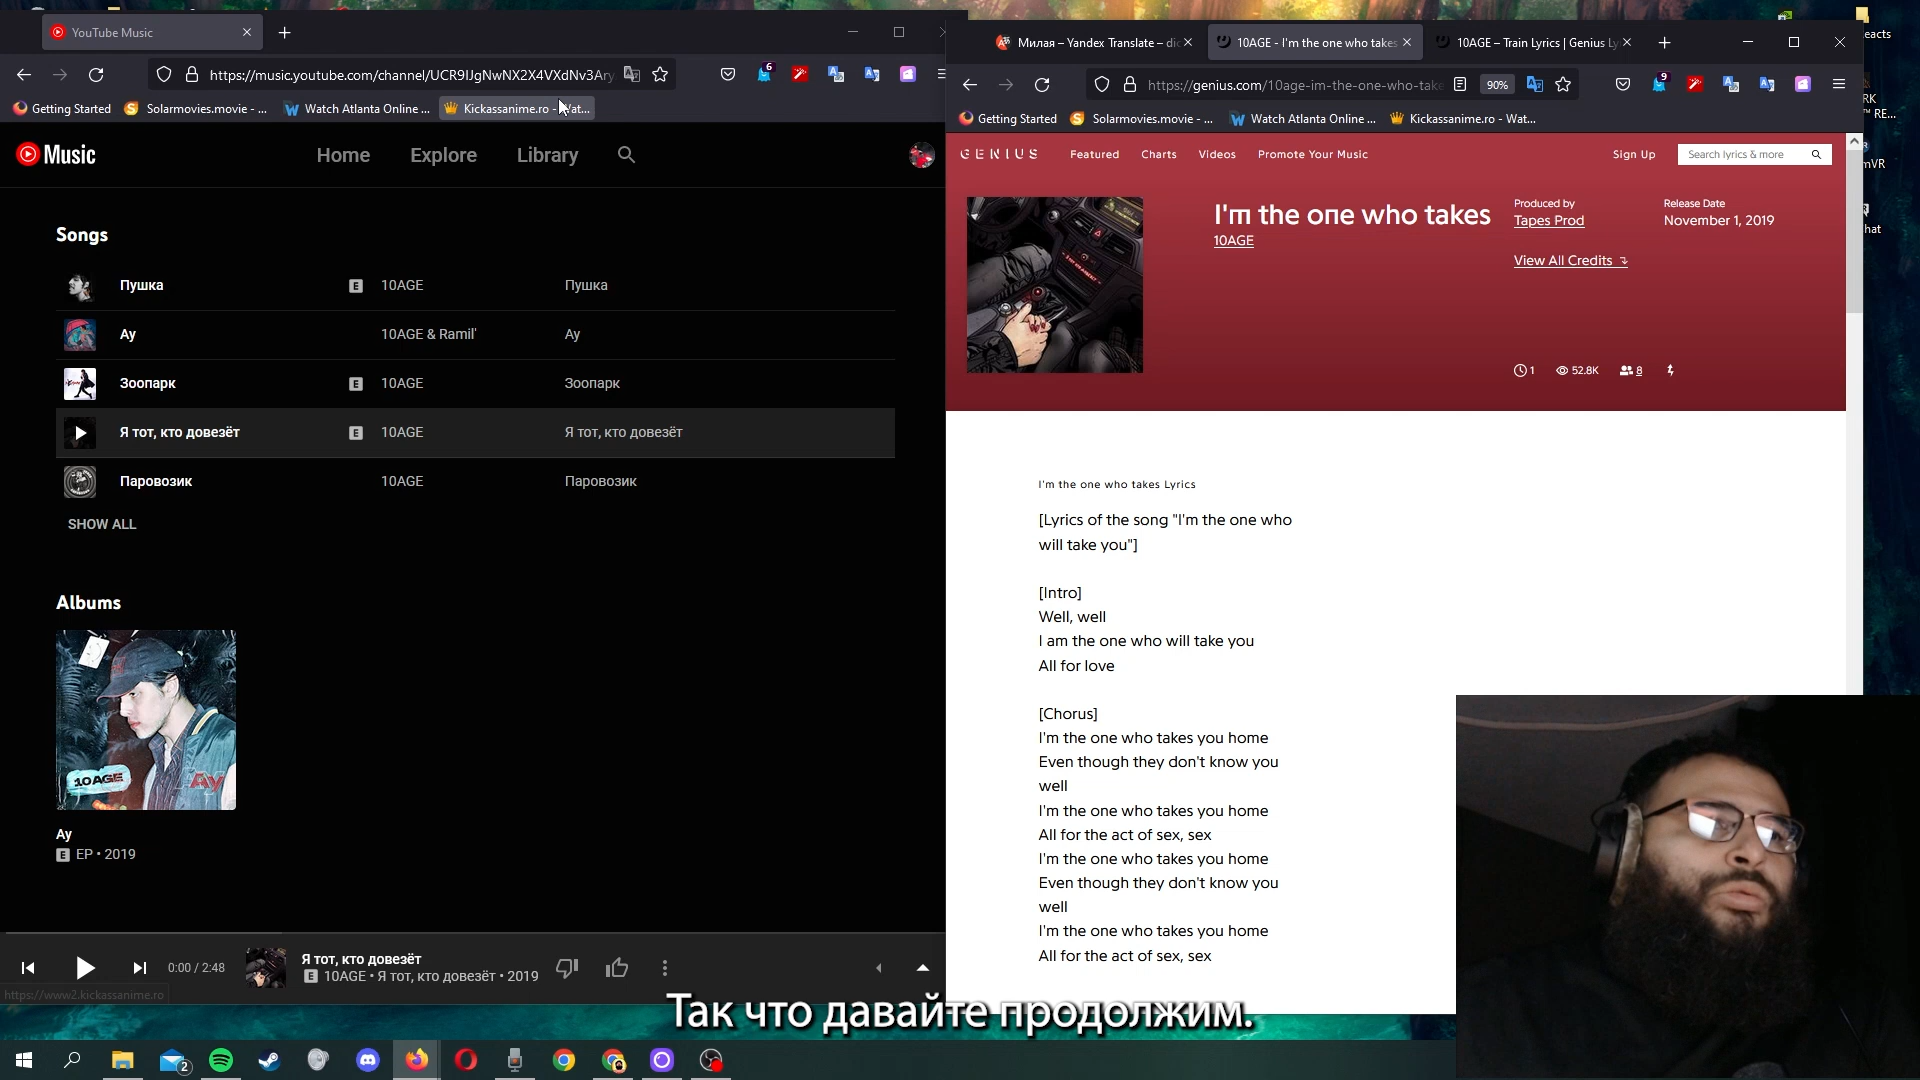 YouTube Music
https://music.youtube.com/channel/UCR9IJgNwNX2X4VXdNv3Ary
6
Getting Started
Solarmovies.movie - ...
Watch Atlanta Online ...
Kickassanime.ro - Wat...
Music
Home
Explore
Library
Songs
Пушка
E
10AGE
Пушка
Ау
10AGE & Ramil'
Ау
Зоопарк
E
10AGE
Зоопарк
Я тот, кто довезёт
E
10AGE
Я тот, кто довезёт
Паровозик
10AGE
Паровозик
SHOW ALL
Albums
10AGE
Ау
Ау
E EP • 2019
0:00 / 2:48
Я тот, кто довезёт
E 10AGE • Я тот, кто довезёт • 2019
https://www2.kickassanime.ro
Милая – Yandex Translate – dic
10AGE - I'm the one who takes
10AGE – Train Lyrics | Genius Ly
https://genius.com/10age-im-the-one-who-take
90%
9
Getting Started
Solarmovies.movie - ...
Watch Atlanta Online ...
Kickassanime.ro - Wat...
GENIUS
Featured
Charts
Videos
Promote Your Music
Sign Up
Search lyrics & more
I'm the one who takes
10AGE
Produced by
Tapes Prod
Release Date
November 1, 2019
View All Credits
1
52.8K
8
I'm the one who takes Lyrics
[Lyrics of the song "I'm the one who
will take you"]
[Intro]
Well, well
I am the one who will take you
All for love
[Chorus]
I'm the one who takes you home
Even though they don't know you
well
I'm the one who takes you home
All for the act of sex, sex
I'm the one who takes you home
Even though they don't know you
well
I'm the one who takes you home
All for the act of sex, sex
eacts
RK
RE...
mVR
hat
Так что давайте продолжим.
2